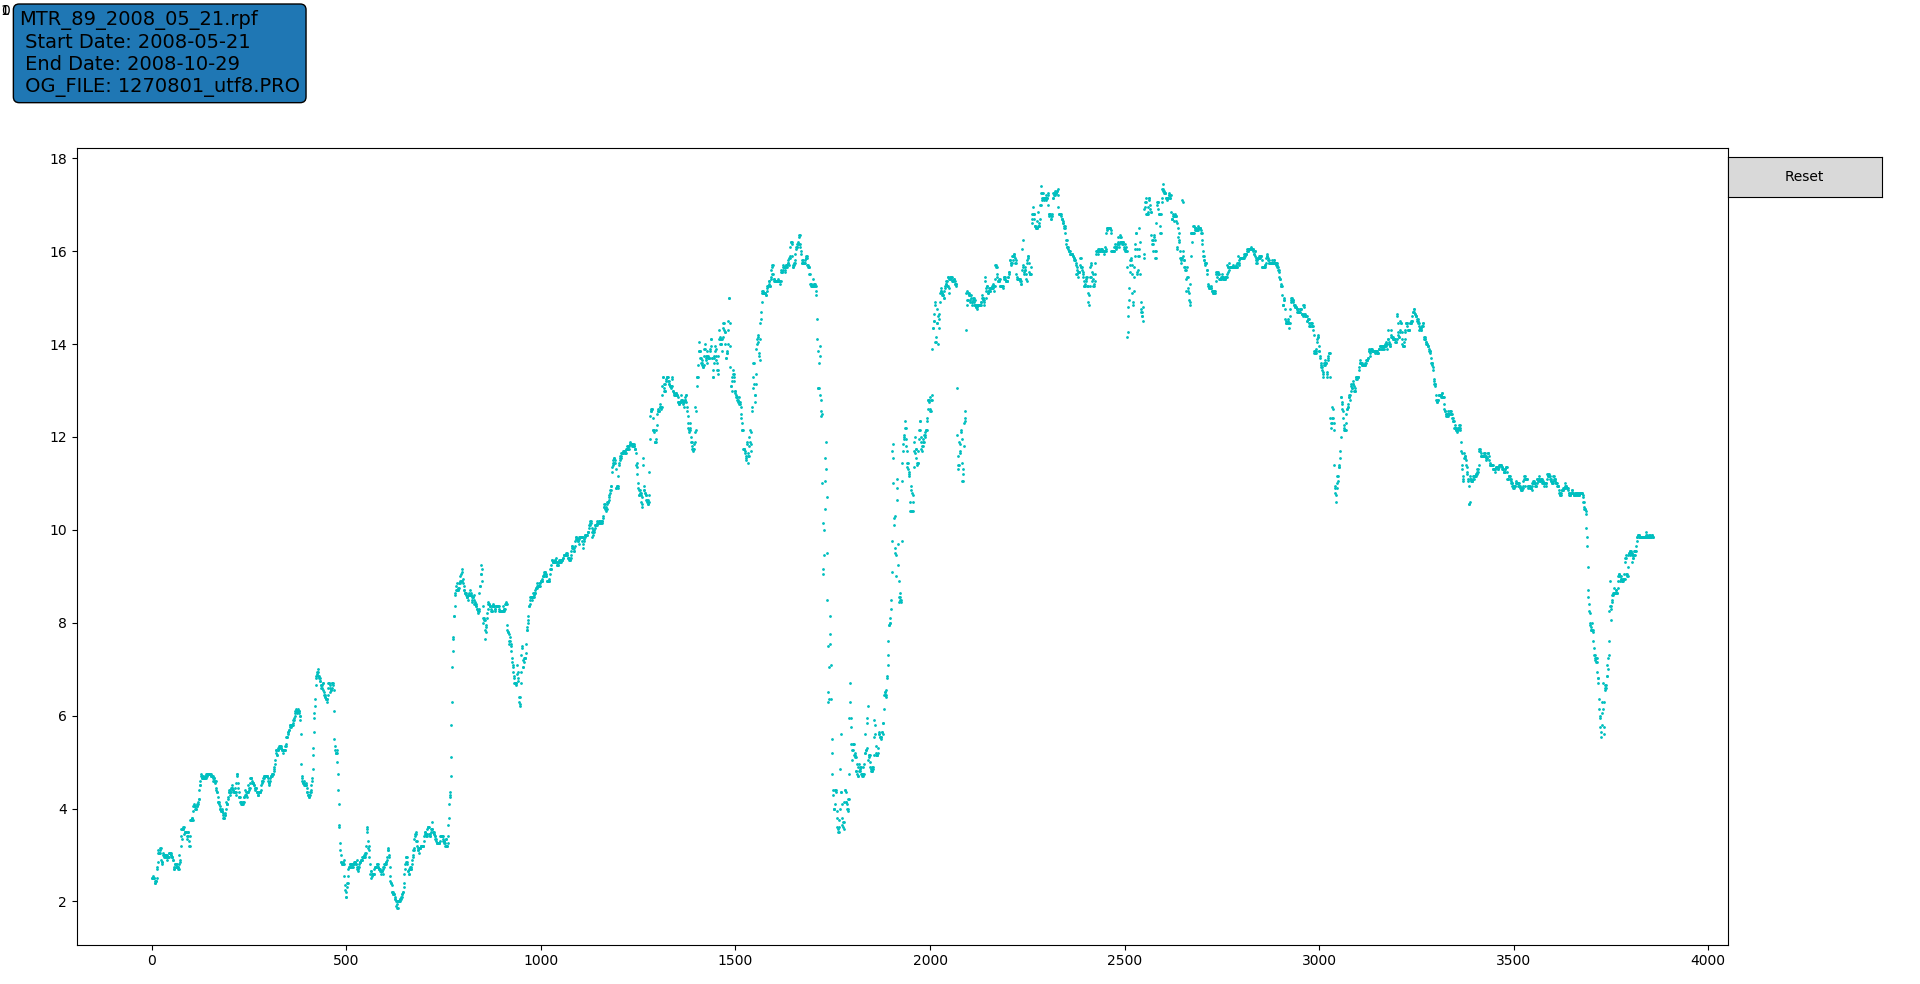 MTR_89_2008_05_21.rpf
Start Date: 2008-05-21
End Date: 2008-10-29
OG_FILE: 1270801_utf8.PRO
Reset
18
16
14
12
10
8
6
4
2
0 500 1000 1500 2000 2500 3000 3500 4000